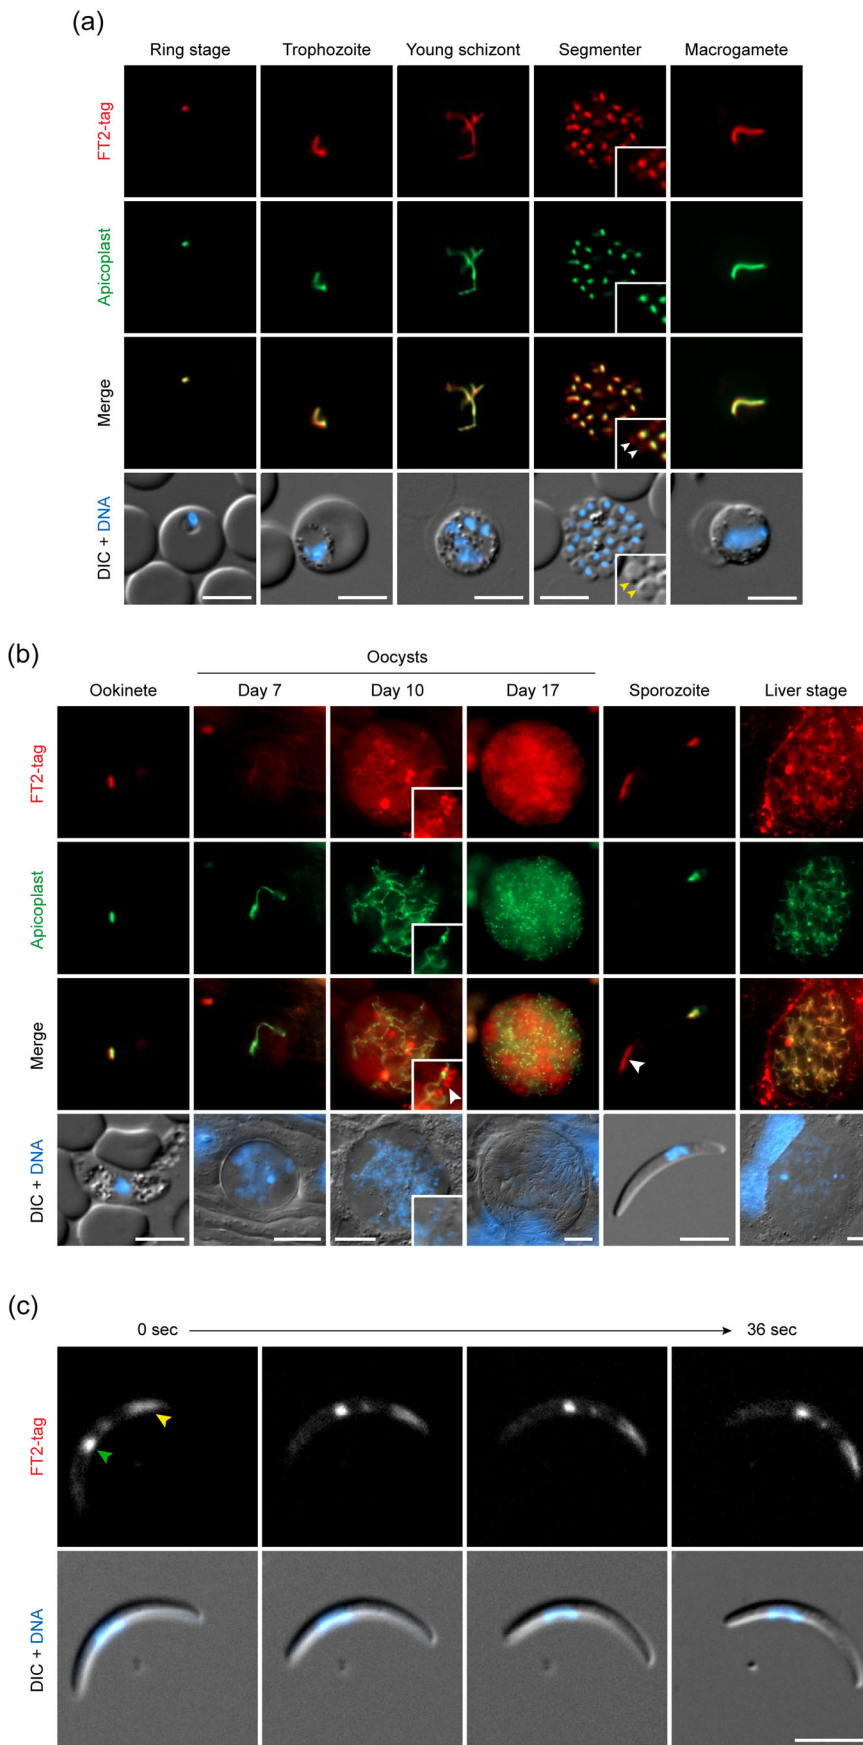 (a)
Ring stage Trophozoite Young schizont Segmenter Macrogamete
FT2-tag
Apicoplast
Merge
DIC + DNA
(b)
Oocysts
Ookinete Day 7 Day 10 Day 17 Sporozoite Liver stage
FT2-tag
Apicoplast
Merge
DIC + DNA
(c)
0 sec 36 sec
FT2-tag
DIC + DNA